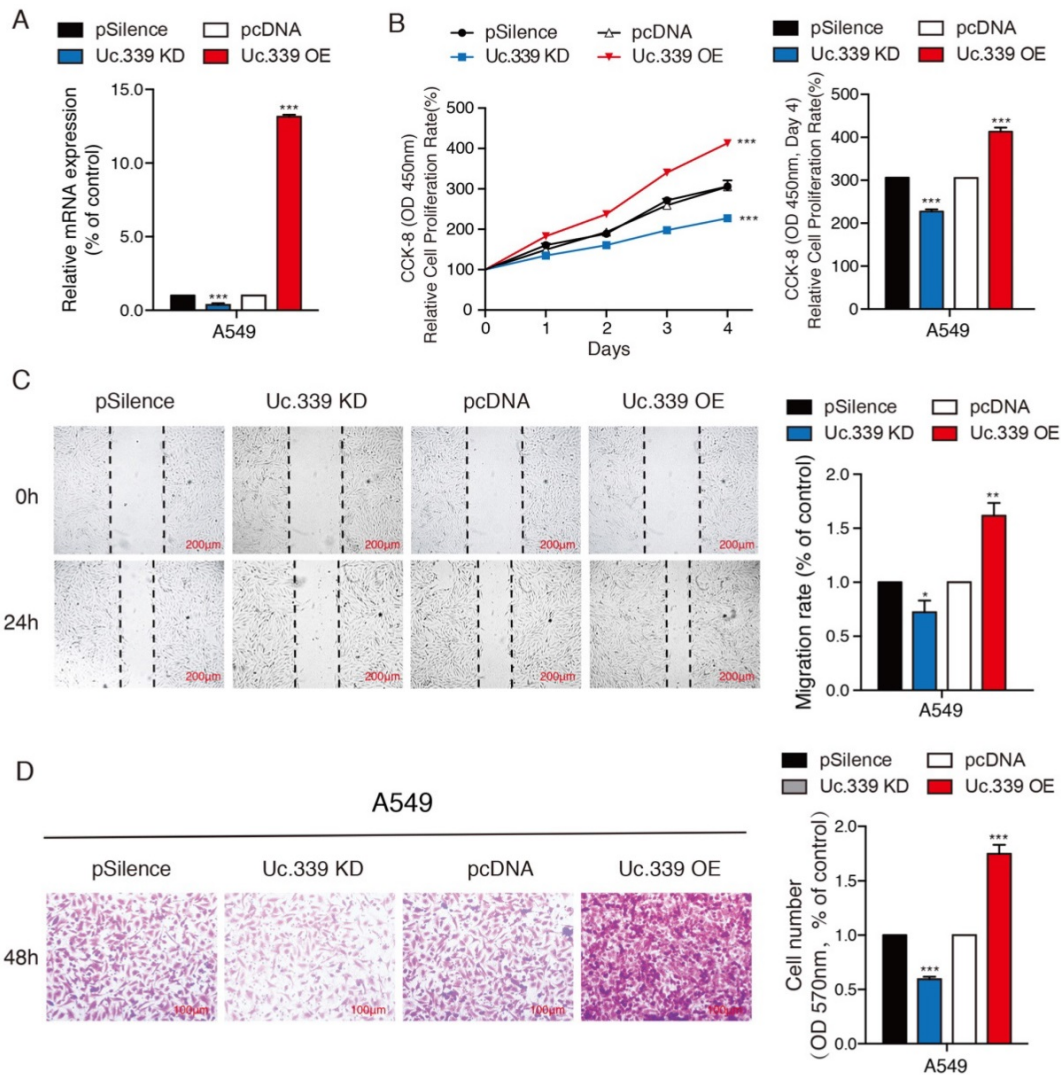 A
pSilence pcDNA
Uc.339 KD Uc.339 OE
Relative mRNA expression
(% of control)
15.0
10.0
5.0
0.0
***
***
A549
B
pSilence pcDNA
Uc.339 KD Uc.339 OE
CCK-8 (OD 450nm)
Relative Cell Proliferation Rate(%)
500
400
300
200
100
0
***
***
0 1 2 3 4
Days
pSilence pcDNA
Uc.339 KD Uc.339 OE
CCK-8 (OD 450nm, Day 4)
Relative Cell Proliferation Rate(%)
500
400
300
200
100
0
***
***
A549
C
pSilence Uc.339 KD pcDNA Uc.339 OE
0h
200μm 200μm 200μm 200μm
24h
200μm 200μm 200μm 200μm
pSilence pcDNA
Uc.339 KD Uc.339 OE
Migration rate (% of control)
2.0
1.5
1.0
0.5
0.0
*
**
A549
D
A549
pSilence Uc.339 KD pcDNA Uc.339 OE
48h
100μm 100μm 100μm 100μm
pSilence pcDNA
Uc.339 KD Uc.339 OE
Cell number
(OD 570nm, % of control)
2.0
1.5
1.0
0.5
0.0
***
***
A549